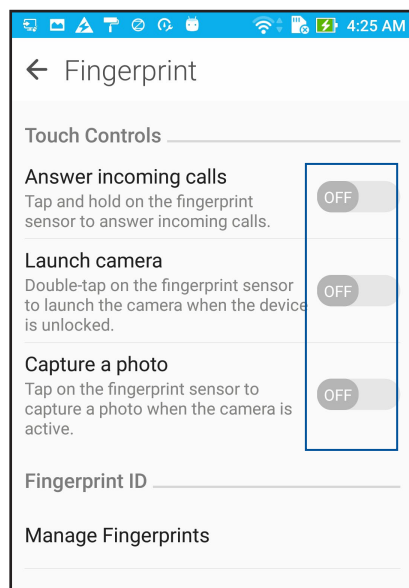 4:25 AM
Fingerprint
Touch Controls
Answer incoming calls
Tap and hold on the fingerprint
sensor to answer incoming calls.
OFF
Launch camera
Double-tap on the fingerprint sensor
to launch the camera when the device
is unlocked.
OFF
Capture a photo
Tap on the fingerprint sensor to
capture a photo when the camera is
active.
OFF
Fingerprint ID
Manage Fingerprints